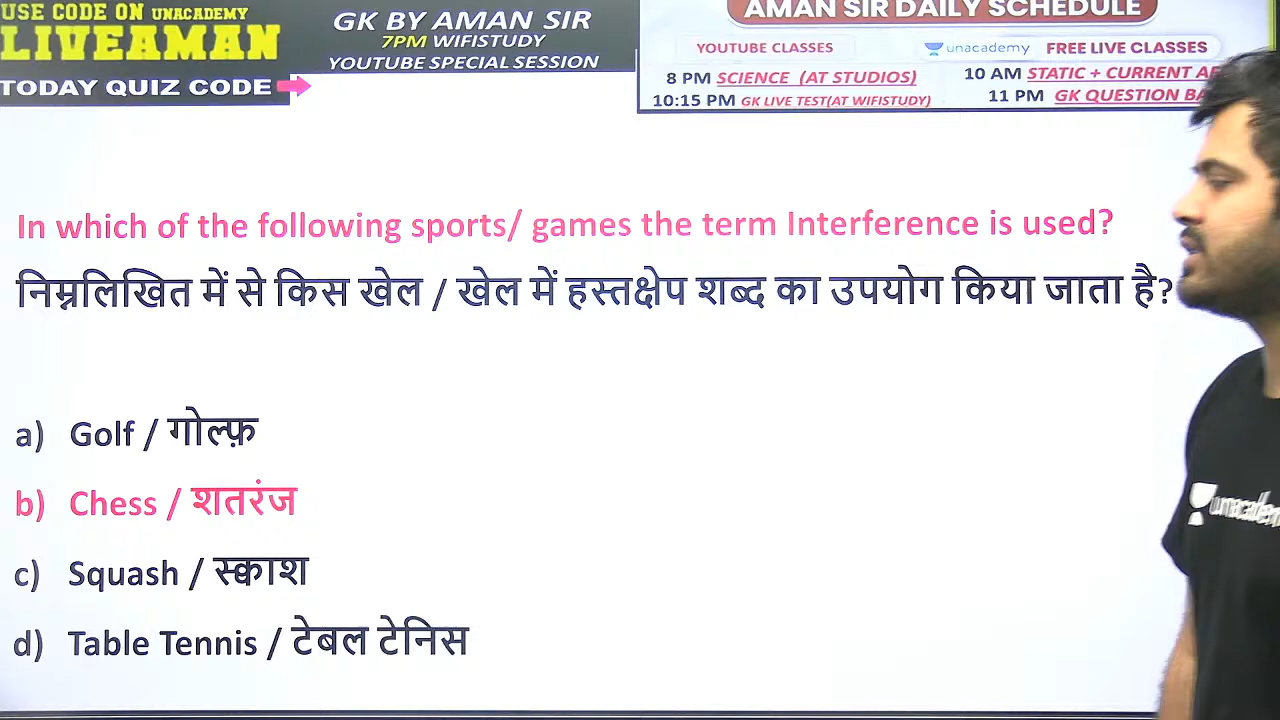 USE CODE ON UNACADEMY
LIVEAMAN
TODAY QUIZ CODE
GK BY AMAN SIR
7PM WIFISTUDY
YOUTUBE SPECIAL SESSION
AMAN SIR DAILY SCHEDULE
YOUTUBE CLASSES
unacademy FREE LIVE CLASSES
8 PM SCIENCE (AT STUDIOS)
10:15 PM GK LIVE TEST(AT WIFISTUDY)
10 AM STATIC + CURRENT
11 PM GK QUESTION
In which of the following sports/ games the term Interference is used?
निम्नलिखित में से किस खेल / खेल में हस्तक्षेप शब्द का उपयोग किया जाता है?
a) Golf / गोल्फ़
b) Chess / शतरंज
c) Squash / स्क्वाश
d) Table Tennis / टेबल टेनिस
unacademy